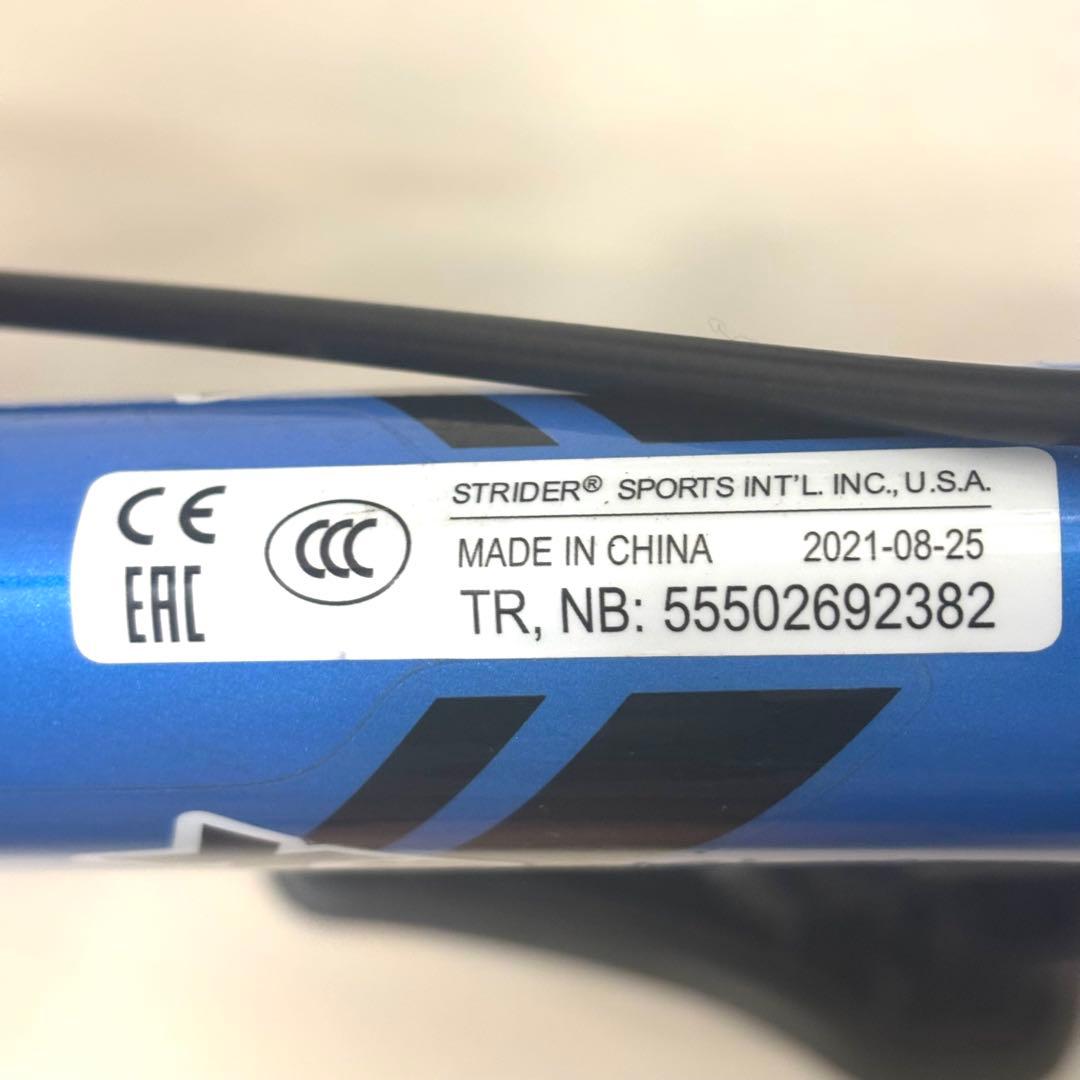 CE
EAC
CCC
STRIDER® SPORTS INT'L. INC., U.S.A.
MADE IN CHINA 2021-08-25
TR, NB: 55502692382